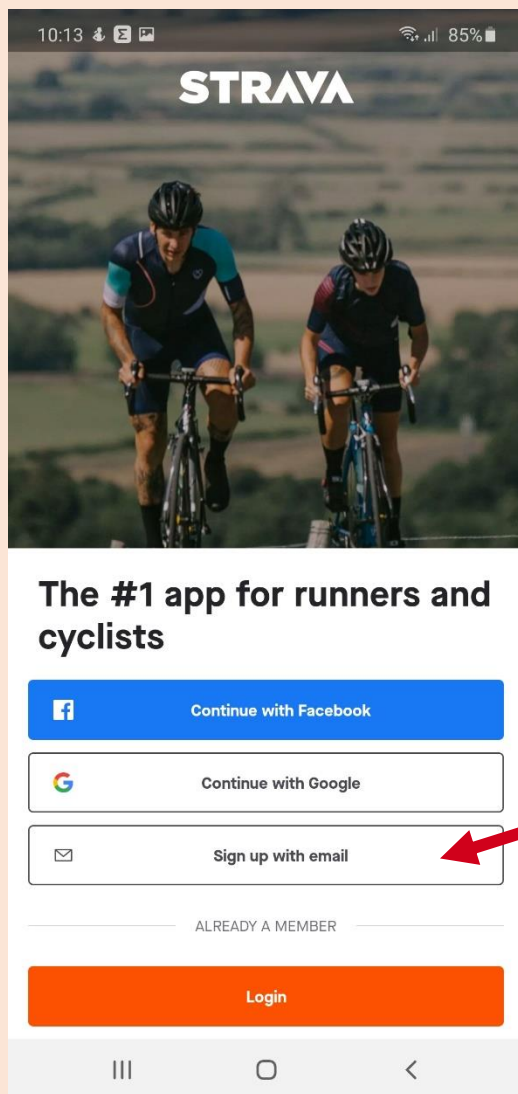 10:13 Σ 85%
STRAVA
The #1 app for runners and
cyclists
Continue with Facebook
Continue with Google
Sign up with email
ALREADY A MEMBER
Login